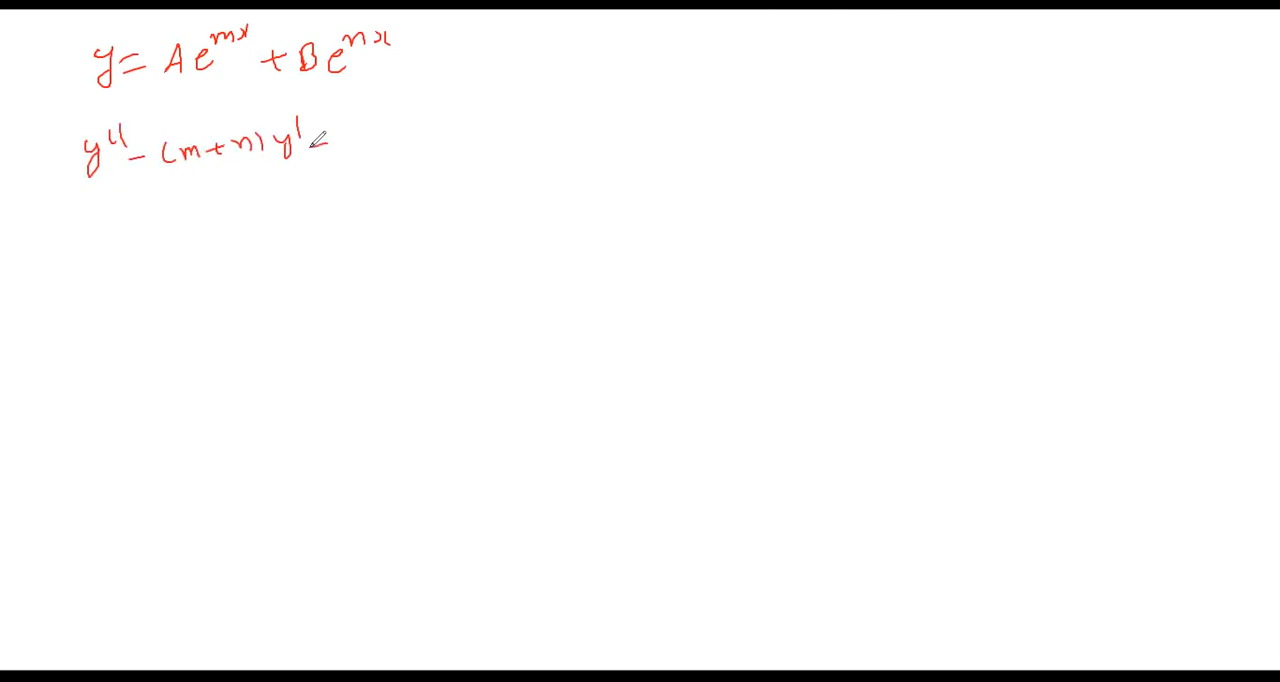 y = Ae^{mx} + Be^{nx}
y'' - (m+n)y'